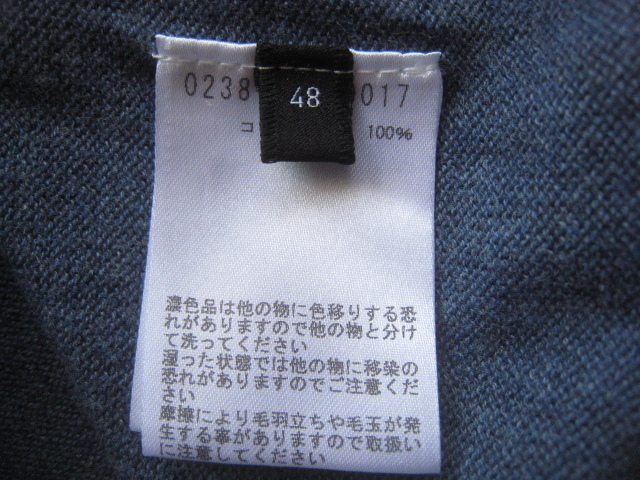 0238 48 017
コ 100%
濃色品は他の物に色移りする恐
れがありますので他の物と分け
て洗ってください
湿った状態では他の物に移染の
恐れがありますのでご注意くだ
さい
摩擦により毛羽立ちや毛玉が発
生する事がありますので取扱い
に注意してください